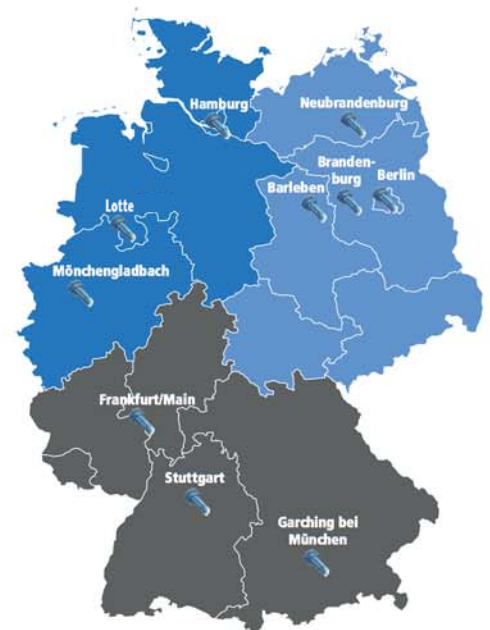 Hamburg
Neubrandenburg
Branden-
burg
Berlin
Barleben
Lotte
Mönchengladbach
Frankfurt/Main
Stuttgart
Garching bei
München